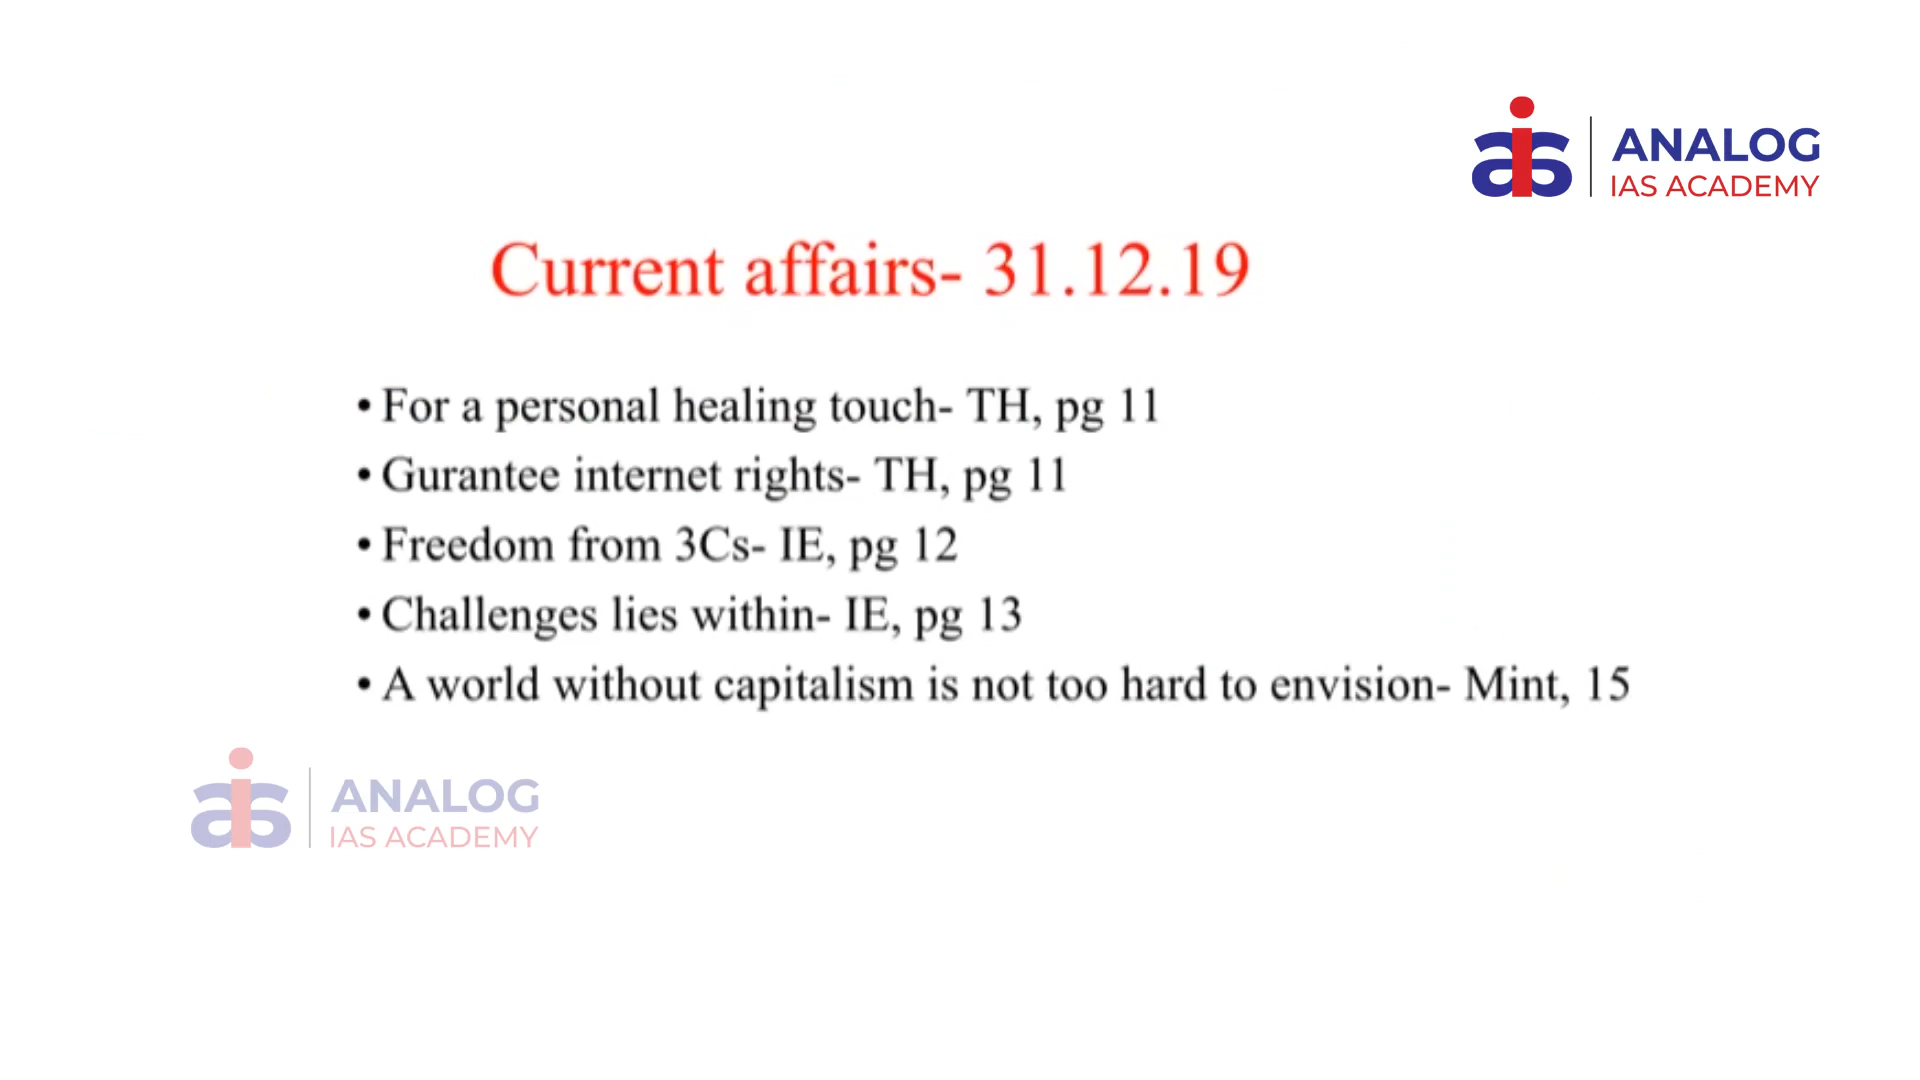 ANALOG
IAS ACADEMY
Current affairs- 31.12.19
• For a personal healing touch- TH, pg 11
• Gurantee internet rights- TH, pg 11
• Freedom from 3Cs- IE, pg 12
• Challenges lies within- IE, pg 13
• A world without capitalism is not too hard to envision- Mint, 15
ANALOG
IAS ACADEMY